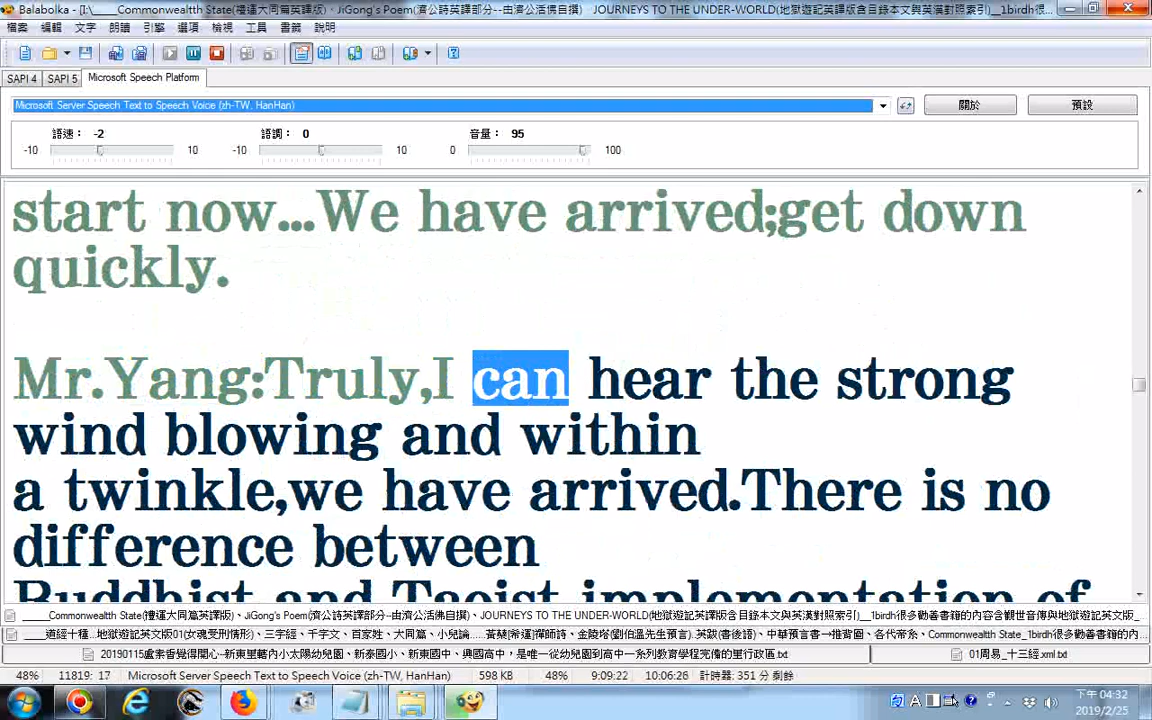 Balabolka - [I:\_____Commonwealtth State(禮運大同篇英譯版)、JiGong's Poem(濟公詩英譯部分--由濟公活佛自撰) JOURNEYS TO THE UNDER-WORLD(地獄遊記英譯版含目錄本文與英漢對照索引)__1birdh很...
檔案 編輯 文字 朗讀 引擎 選項 檢視 工具 書籤 說明
SAPI 4 SAPI 5 Microsoft Speech Platform
Microsoft Server Speech Text to Speech Voice (zh-TW, HanHan) 關於 預設
語速： -2 語調： 0 音量： 95
-10 10 -10 10 0 100
start now...We have arrived;get down
quickly.
Mr.Yang:Truly,I can hear the strong
wind blowing and within
a twinkle,we have arrived.There is no
difference between
Buddhist and Taoist implementation of
_____Commonwealtth State(禮運大同篇英譯版)、JiGong's Poem(濟公詩英譯部分--由濟公活佛自撰)、JOURNEYS TO THE UNDER-WORLD(地獄遊記英譯版含目錄本文與英漢對照索引)__1birdh很多勸善書籍的內容含觀世音傳與地獄遊記英文版_
____道經十種...地獄遊記英文版01(女魂受刑情形)、三字經、千字文、百家姓、大同篇、小兒論......黃檗[希運]禪師詩、金陵塔(劉伯溫先生預言).英跋(書後語)、中華預言書一推背圖、各代帝系、Commonwealth State_1birdh很多勸善書籍的內...
20190115盧素香覺得開心--新東里轄內小太陽幼兒園、新泰國小、新東國中、興國高中，是唯一從幼兒園到高中一系列教育學程完備的里行政區.txt 01周易_十三經.xml.txt
48% 11819: 17 Microsoft Server Speech Text to Speech Voice (zh-TW, HanHan) 598 KB 48% 9:09:22 10:06:26 計時器： 351 分 剩餘
下午 04:32
2019/2/25